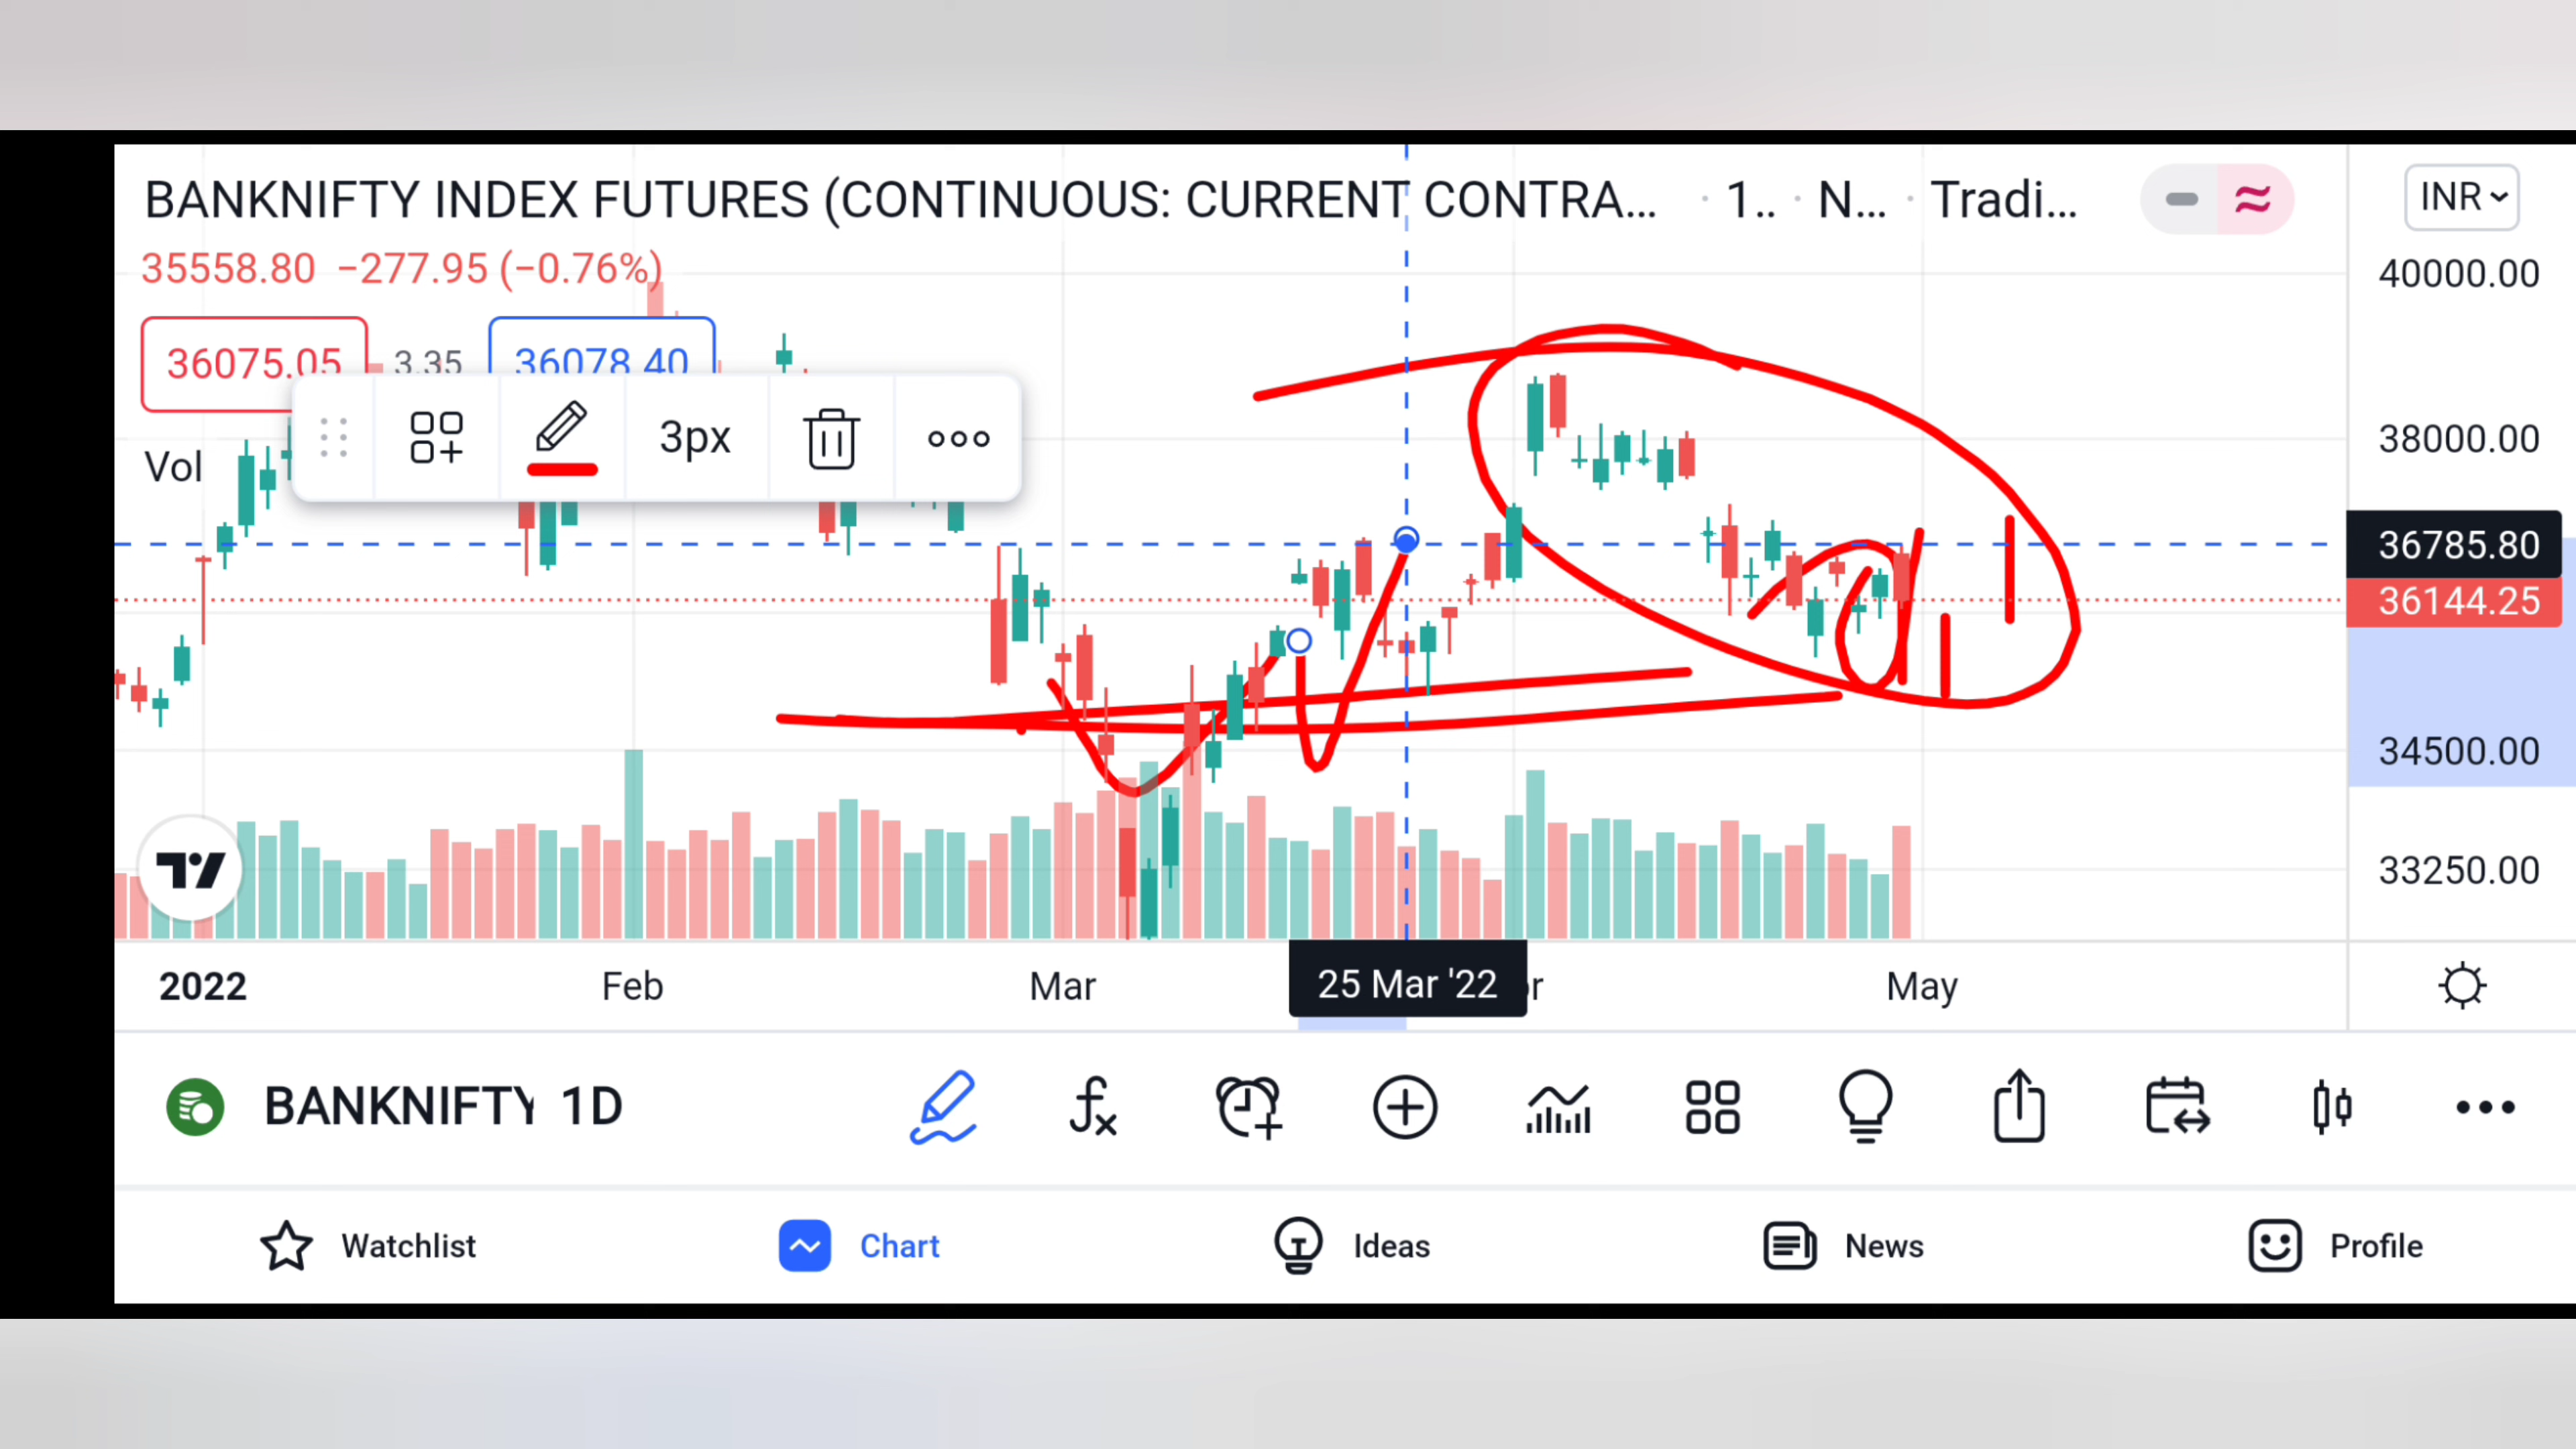 BANKNIFTY INDEX FUTURES (CONTINUOUS: CURRENT CONTRA... · 1.. · N... · Tradi...
INR
35558.80 −277.95 (−0.76%)
36075.05 3.35 36078.40
3px
Vol
40000.00
38000.00
36785.80
36144.25
34500.00
33250.00
2022 Feb Mar 25 Mar '22 May
BANKNIFTY 1D
Watchlist Chart Ideas News Profile